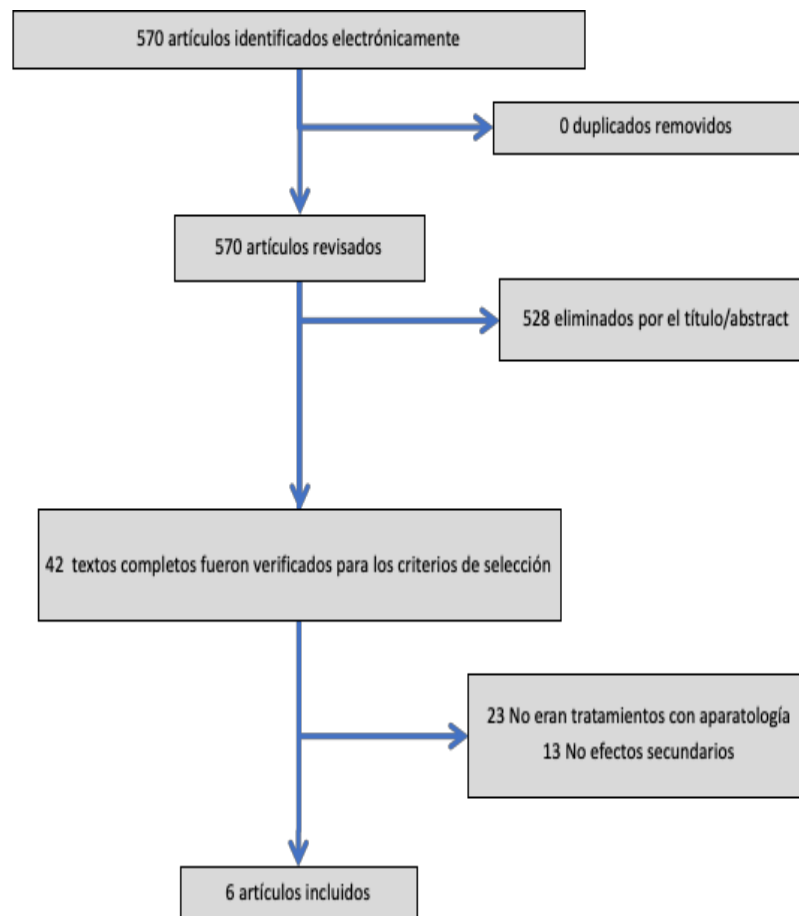 570 artículos identificados electrónicamente
0 duplicados removidos
570 artículos revisados
528 eliminados por el título/abstract
42 textos completos fueron verificados para los criterios de selección
23 No eran tratamientos con aparatología
13 No efectos secundarios
6 artículos incluidos